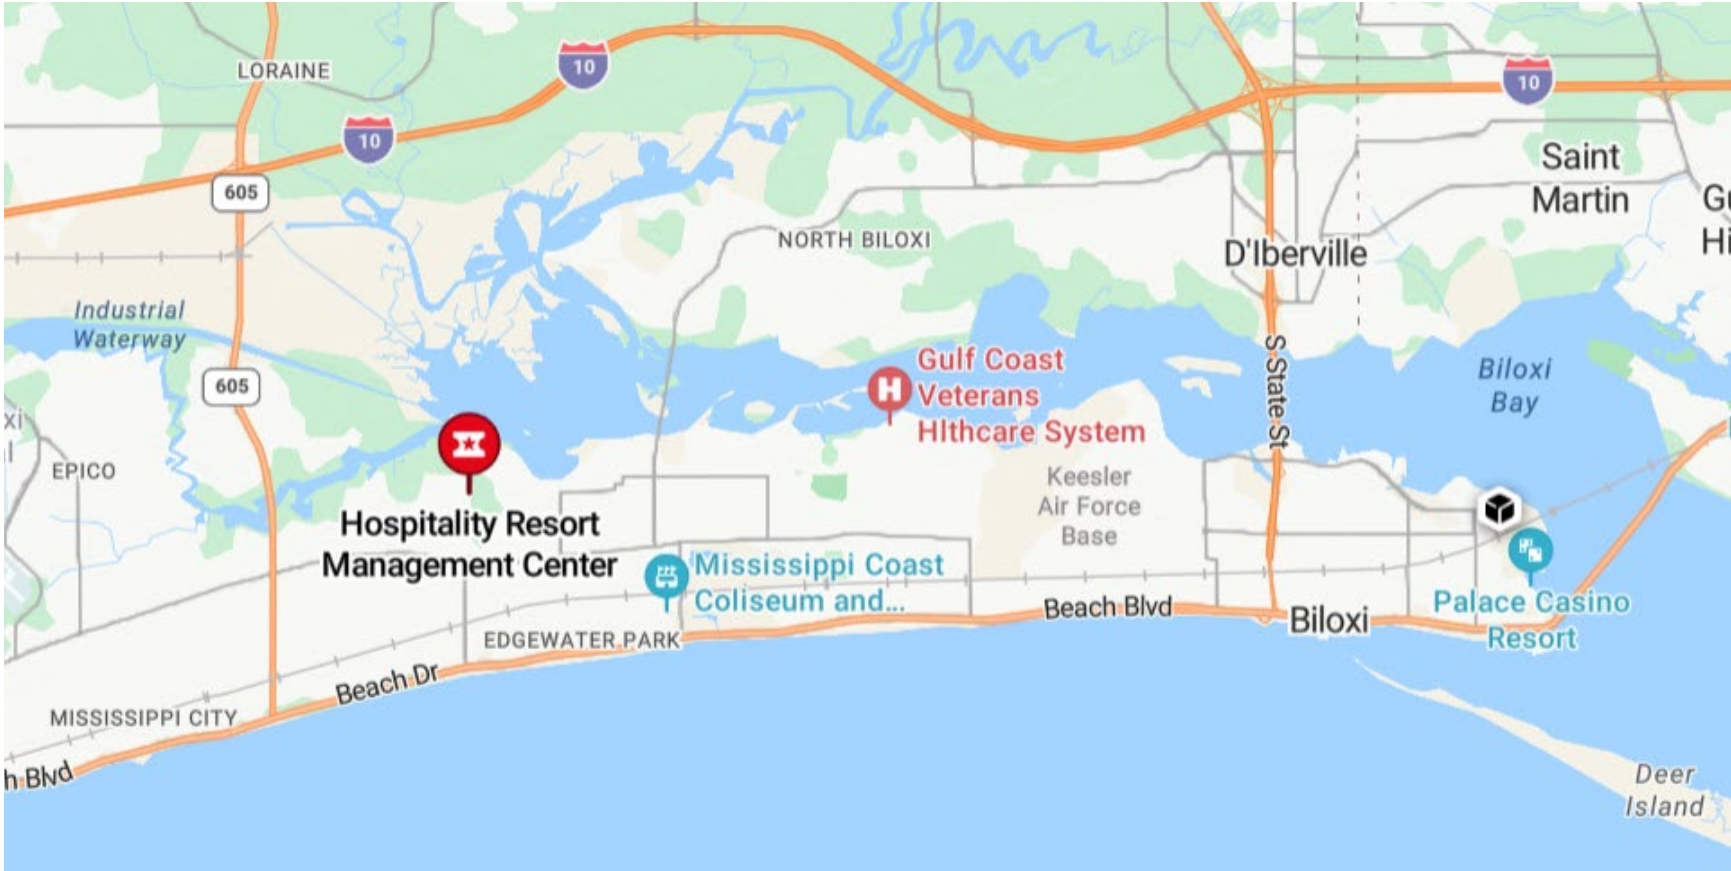 10
LORAINE
10
10
605
Saint
Martin
NORTH BILOXI
D'Iberville
Industrial
Waterway
605
S State St
Biloxi
Bay
Gulf Coast
Veterans
Hlthcare System
EPICO
Keesler
Air Force
Base
Hospitality Resort
Management Center
Mississippi Coast
Coliseum and...
Palace Casino
Resort
Beach Blvd
Biloxi
EDGEWATER PARK
Beach Dr
MISSISSIPPI CITY
h Blvd
Deer
Island